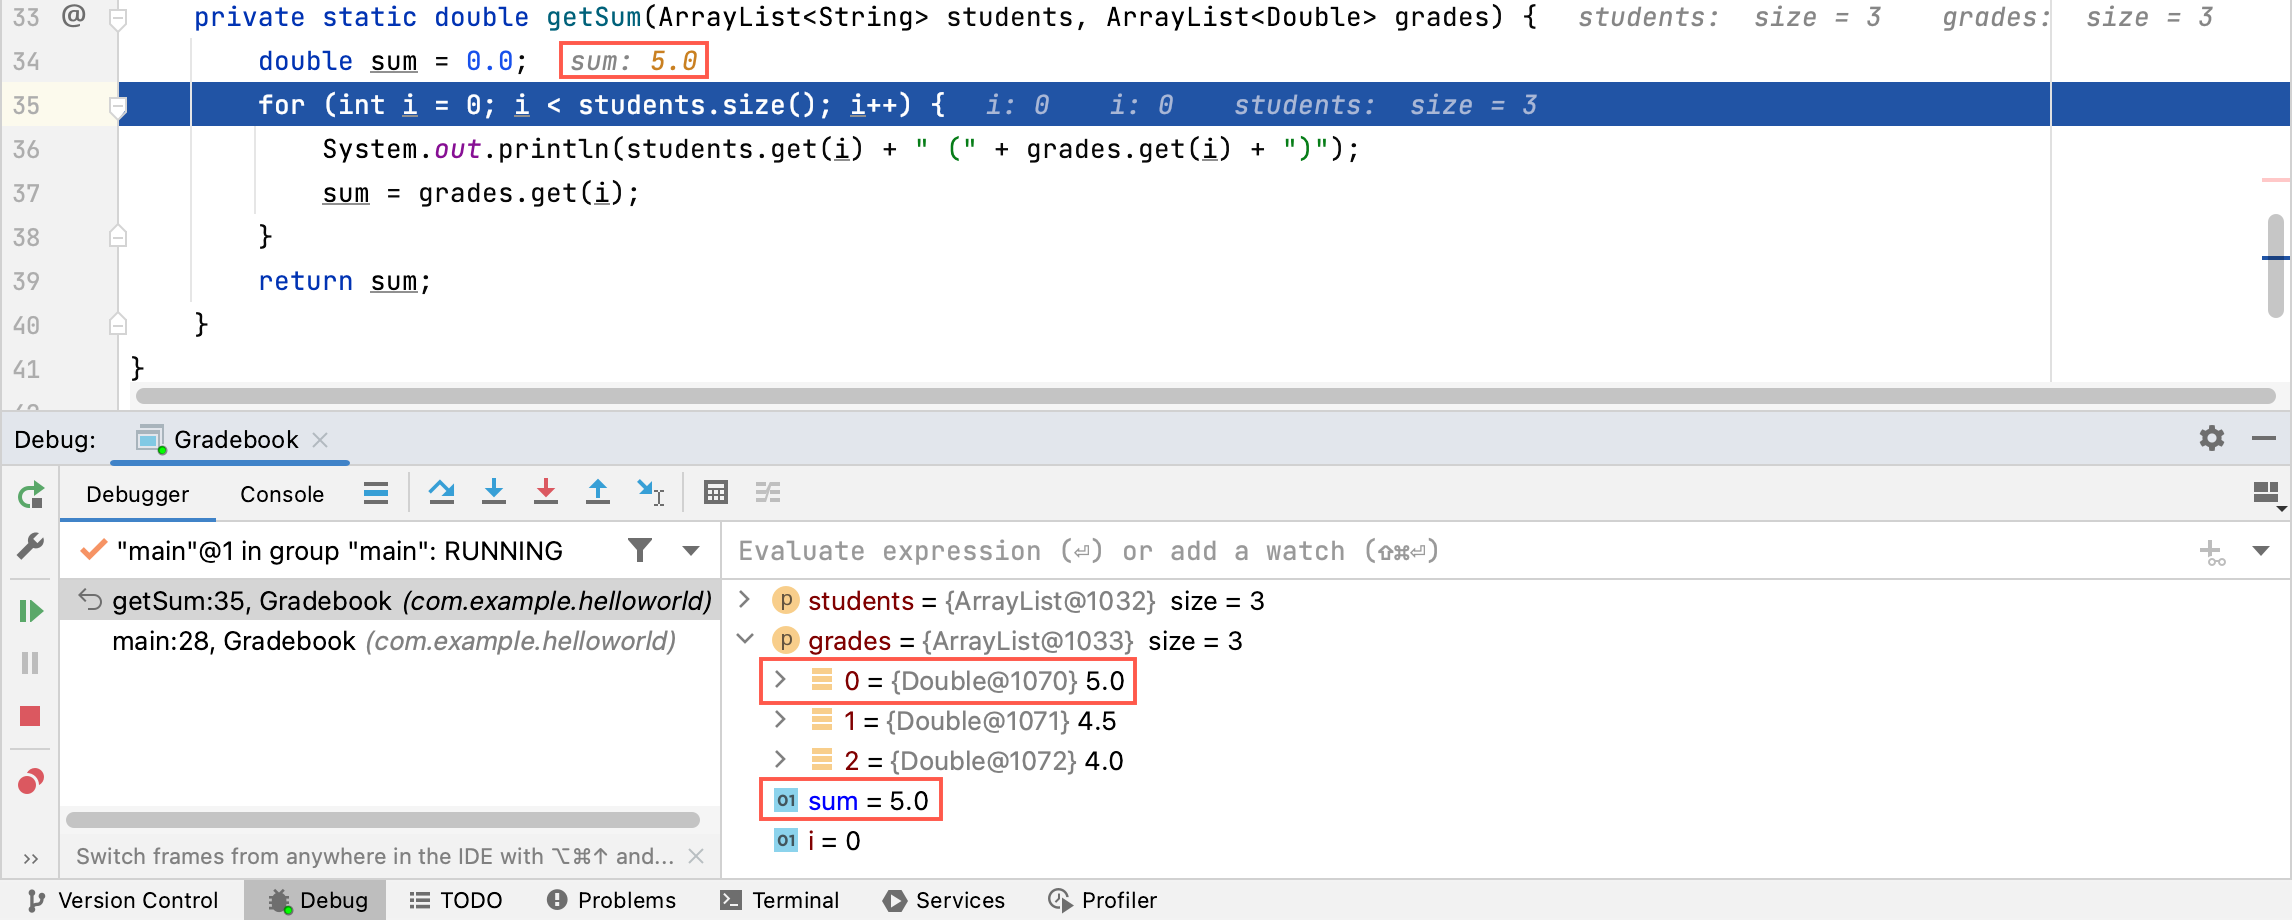 33 @ private static double getSum(ArrayList<String> students, ArrayList<Double> grades) { students: size = 3 grades: size = 3
34 double sum = 0.0; sum: 5.0
35 for (int i = 0; i < students.size(); i++) { i: 0 i: 0 students: size = 3
36 System.out.println(students.get(i) + " (" + grades.get(i) + ")");
37 sum = grades.get(i);
38 }
39 return sum;
40 }
41 }
Debug: Gradebook
Debugger Console
"main"@1 in group "main": RUNNING
Evaluate expression (⏎) or add a watch (⇧⌘⏎)
getSum:35, Gradebook (com.example.helloworld)
main:28, Gradebook (com.example.helloworld)
p students = {ArrayList@1032} size = 3
p grades = {ArrayList@1033} size = 3
0 = {Double@1070} 5.0
1 = {Double@1071} 4.5
2 = {Double@1072} 4.0
01 sum = 5.0
01 i = 0
Switch frames from anywhere in the IDE with ⌥⌘↑ and...
Version Control Debug TODO Problems Terminal Services Profiler